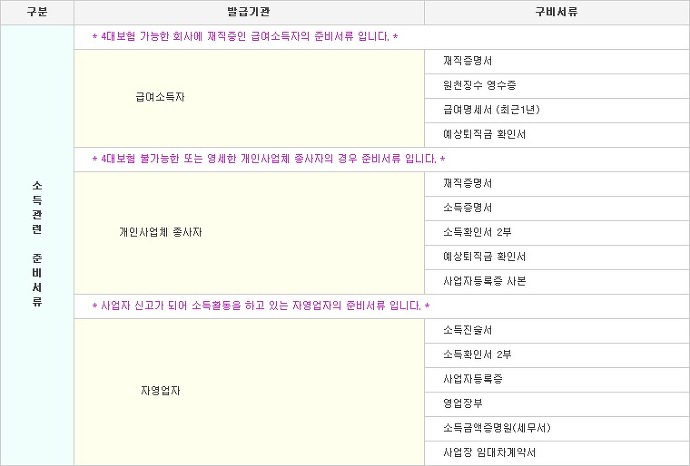 구분 발급기관 구비서류
* 4대보험 가능한 회사에 재직중인 급여소득자의 준비서류 입니다. *
급여소득자
재직증명서
원천징수 영수증
급여명세서 (최근1년)
예상퇴직금 확인서
* 4대보험 불가능한 또는 영세한 개인사업체 종사자의 경우 준비서류 입니다. *
소득관련 준비서류
개인사업체 종사자
재직증명서
소득증명서
소득확인서 2부
예상퇴직금 확인서
사업자등록증 사본
* 사업자 신고가 되어 소득활동을 하고 있는 자영업자의 준비서류 입니다. *
자영업자
소득진술서
소득확인서 2부
사업자등록증
영업장부
소득금액증명원(세무서)
사업장 임대차계약서